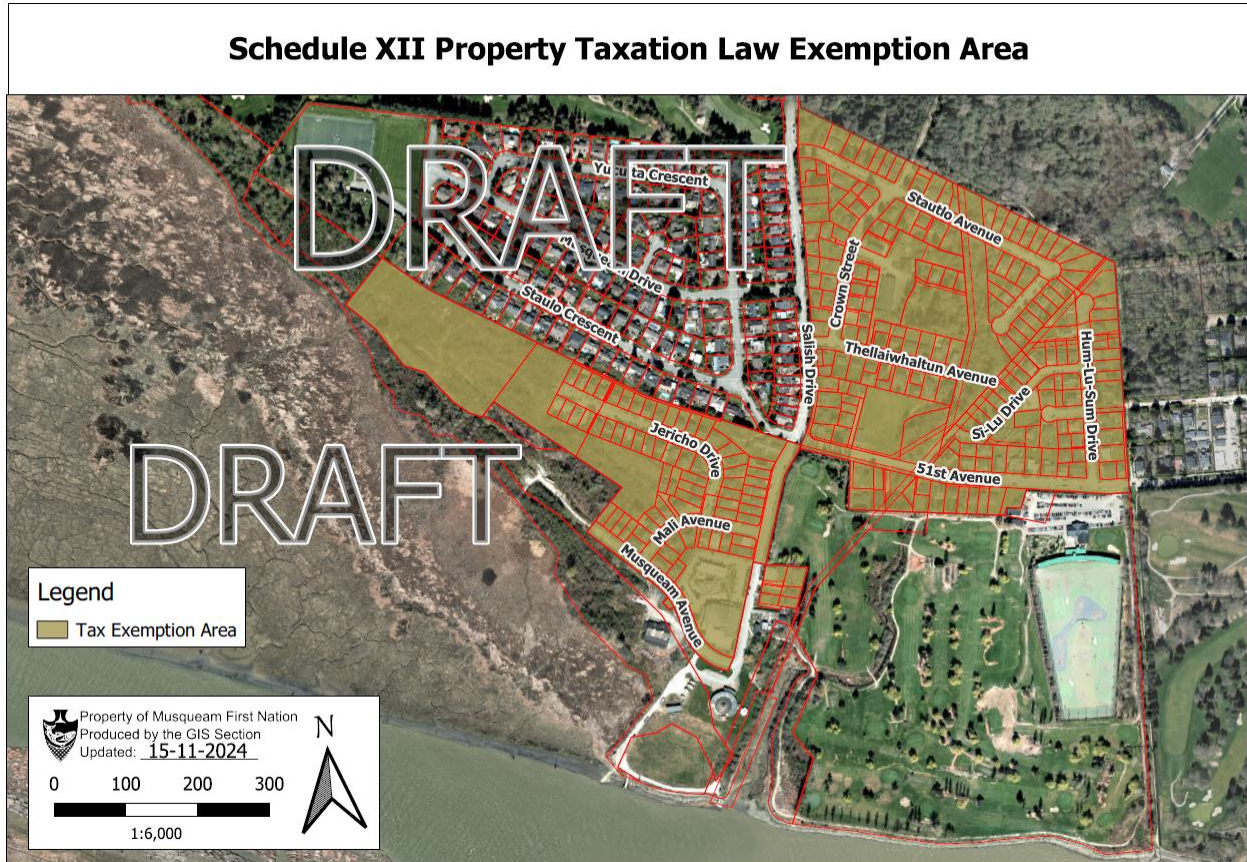 Schedule XII Property Taxation Law Exemption Area
DRAFT
Yuculta Crescent
Musqueam Drive
Staulo Crescent
Salish Drive
Crown Street
Stautlo Avenue
Thellaiwhaltun Avenue
Si-Lu Drive
Hum-Lu-Sum Drive
51st Avenue
Jericho Drive
Mali Avenue
Musqueam Avenue
DRAFT
Legend
Tax Exemption Area
Property of Musqueam First Nation
Produced by the GIS Section
Updated: 15-11-2024
N
0 100 200 300
1:6,000